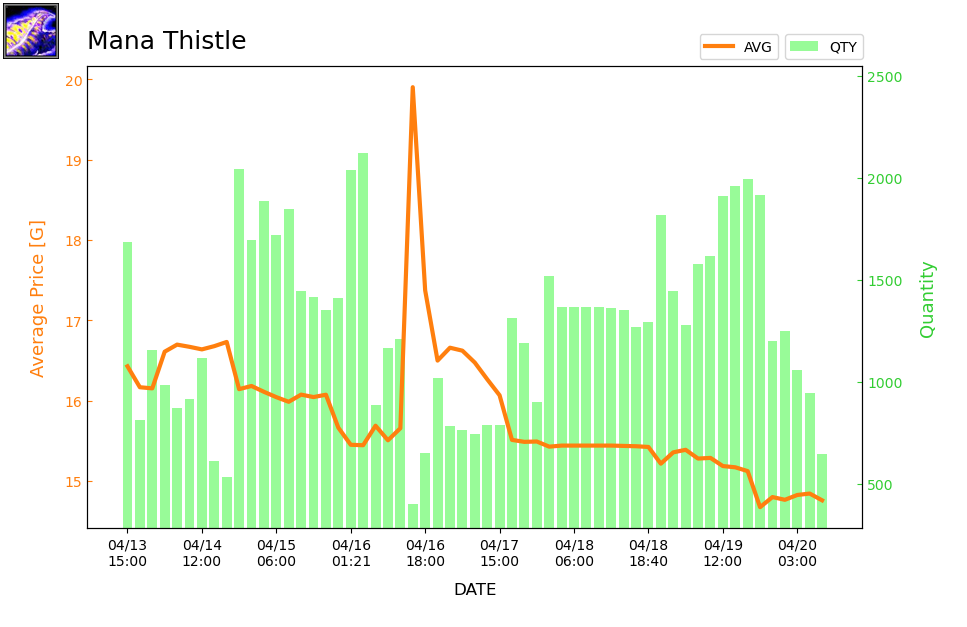 Mana Thistle
AVG
QTY
20
19
18
17
16
15
Average Price [G]
2500
2000
1500
1000
500
Quantity
04/13 04/14 04/15 04/16 04/16 04/17 04/18 04/18 04/19 04/20
15:00 12:00 06:00 01:21 18:00 15:00 06:00 18:40 12:00 03:00
DATE